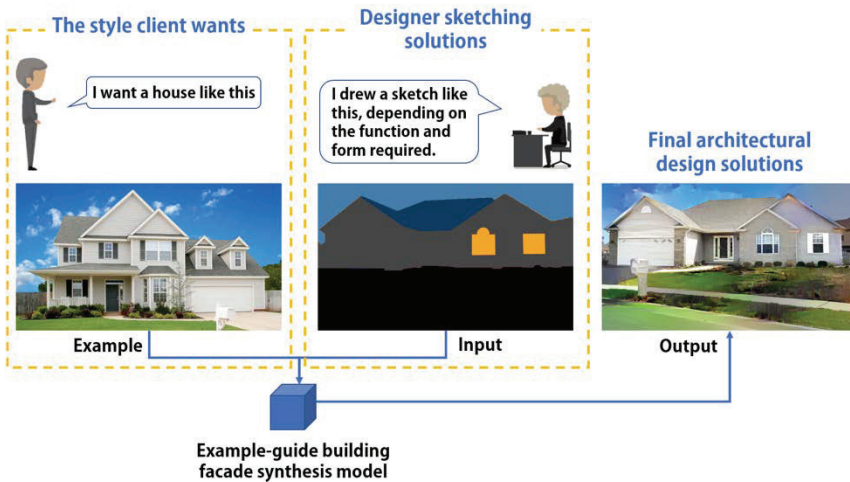 The style client wants
I want a house like this
Designer sketching
solutions
I drew a sketch like
this, depending on
the function and
form required.
Final architectural
design solutions
Example
Input
Output
Example-guide building
facade synthesis model